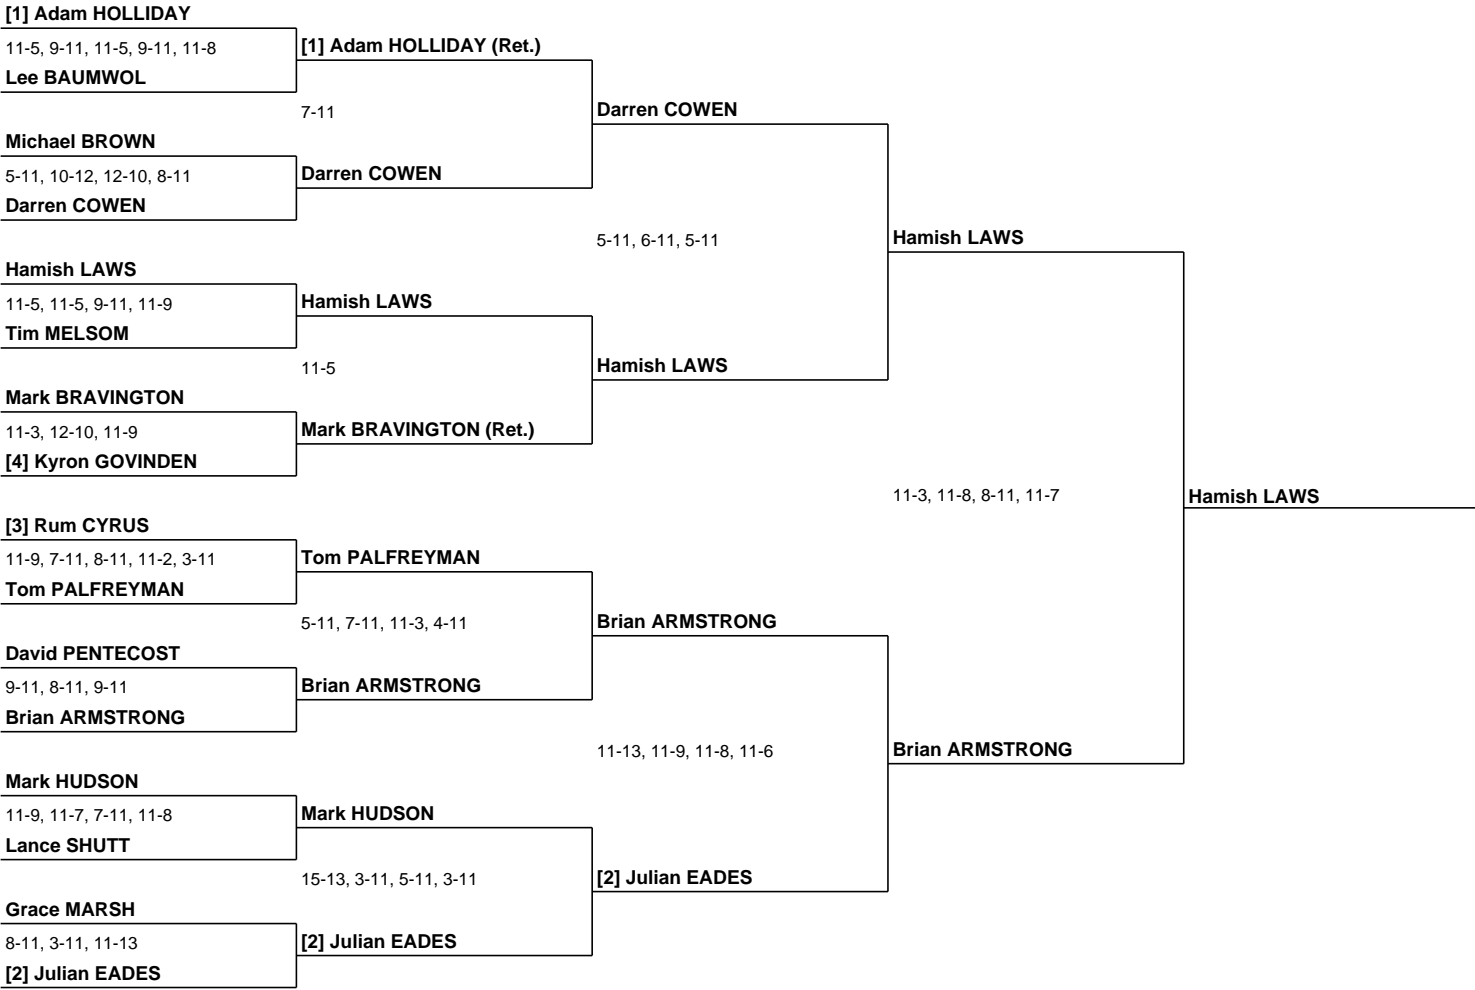 [1] Adam HOLLIDAY
11-5, 9-11, 11-5, 9-11, 11-8
Lee BAUMWOL
Michael BROWN
5-11, 10-12, 12-10, 8-11
Darren COWEN
Hamish LAWS
11-5, 11-5, 9-11, 11-9
Tim MELSOM
Mark BRAVINGTON
11-3, 12-10, 11-9
[4] Kyron GOVINDEN
[3] Rum CYRUS
11-9, 7-11, 8-11, 11-2, 3-11
Tom PALFREYMAN
David PENTECOST
9-11, 8-11, 9-11
Brian ARMSTRONG
Mark HUDSON
11-9, 11-7, 7-11, 11-8
Lance SHUTT
Grace MARSH
8-11, 3-11, 11-13
[2] Julian EADES
[1] Adam HOLLIDAY (Ret.)
7-11
Darren COWEN
Hamish LAWS
11-5
Mark BRAVINGTON (Ret.)
Tom PALFREYMAN
5-11, 7-11, 11-3, 4-11
Brian ARMSTRONG
Mark HUDSON
15-13, 3-11, 5-11, 3-11
[2] Julian EADES
Darren COWEN
5-11, 6-11, 5-11
Hamish LAWS
Brian ARMSTRONG
11-13, 11-9, 11-8, 11-6
[2] Julian EADES
Hamish LAWS
11-3, 11-8, 8-11, 11-7
Brian ARMSTRONG
Hamish LAWS